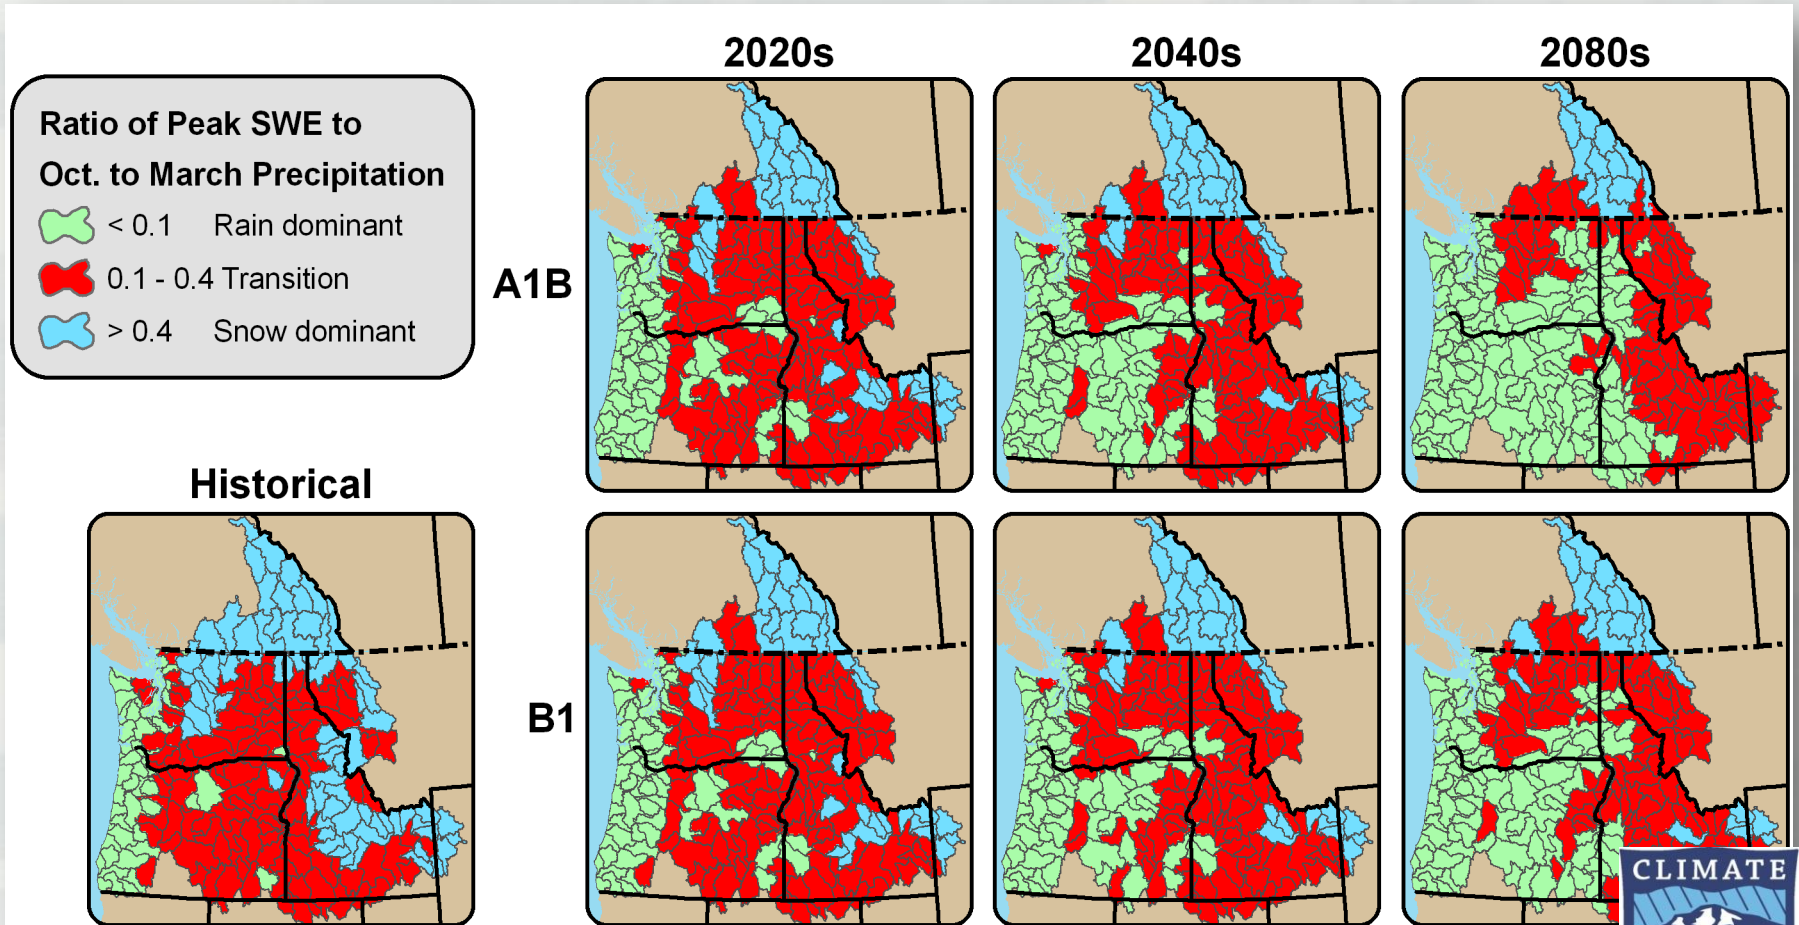 2020s
2040s
2080s
Ratio of Peak SWE to
Oct. to March Precipitation
< 0.1 Rain dominant
0.1 - 0.4 Transition
> 0.4 Snow dominant
A1B
Historical
B1
CLIMATE